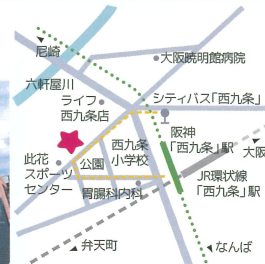 尼崎
六軒屋川
ライフ
西九条店
大阪暁明館病院
シティバス「西九条」
阪神
「西九条」駅
大阪
西九条
小学校
此花
スポーツ
センター
公園
胃腸科内科
JR環状線
「西九条」駅
弁天町
なんば